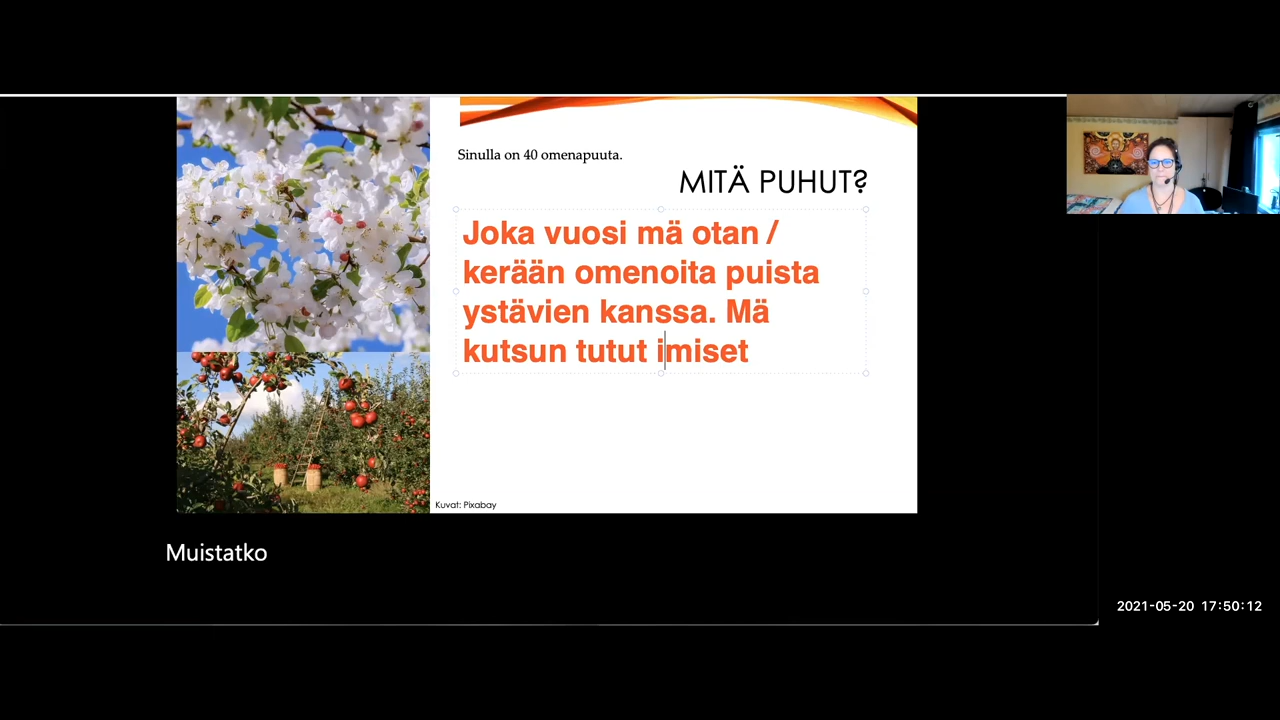 Sinulla on 40 omenapuuta.
MITÄ PUHUT?
Joka vuosi mä otan /
kerään omenoita puista
ystävien kanssa. Mä
kutsun tutut imiset
Kuvat: Pixabay
Muistatko
2021-05-20 17:50:12